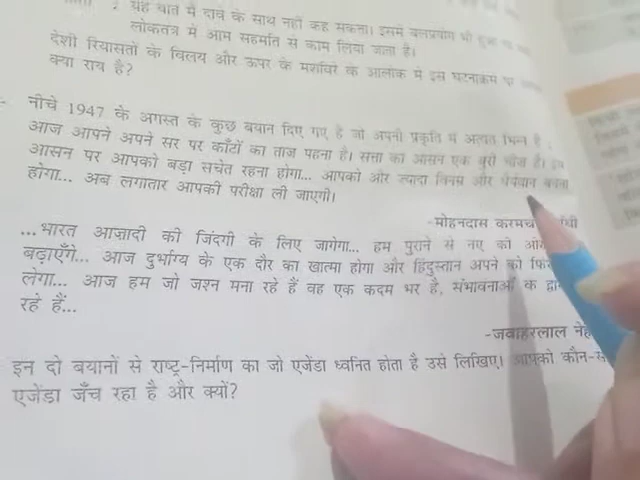 2 यह बात मैं दावे के साथ नहीं कह सकता। इसमें बलप्रयोग भी हुआ था
लोकतंत्र में आम सहमति से काम लिया जाता है।
देशी रियासतों के विलय और ऊपर के मशविरे के आलोक में इस घटनाक्रम पर
क्या राय है?
नीचे 1947 के अगस्त के कुछ बयान दिए गए हैं जो अपनी प्रकृति में अत्यंत भिन्न हैं :
आज आपने अपने सर पर काँटों का ताज पहना है। सत्ता का आसन एक बुरी चीज़ है। इस
आसन पर आपको बड़ा सचेत रहना होगा... आपको और ज्यादा विनम्र और धैर्यवान बनना
होगा... अब लगातार आपकी परीक्षा ली जाएगी।
-मोहनदास करमचंद
...भारत आज़ादी की जिंदगी के लिए जागेगा... हम पुराने से नए की
बढ़ाएँगे... आज दुर्भाग्य के एक दौर का खात्मा होगा और हिंदुस्तान अपने को
लेगा... आज हम जो जश्न मना रहे हैं वह एक कदम भर है, संभावनाओं के
रहे हैं...
-जवाहरलाल
इन दो बयानों से राष्ट्र-निर्माण का जो एजेंडा ध्वनित होता है उसे लिखिए। आपको
एजेंडा जँच रहा है और क्यों?